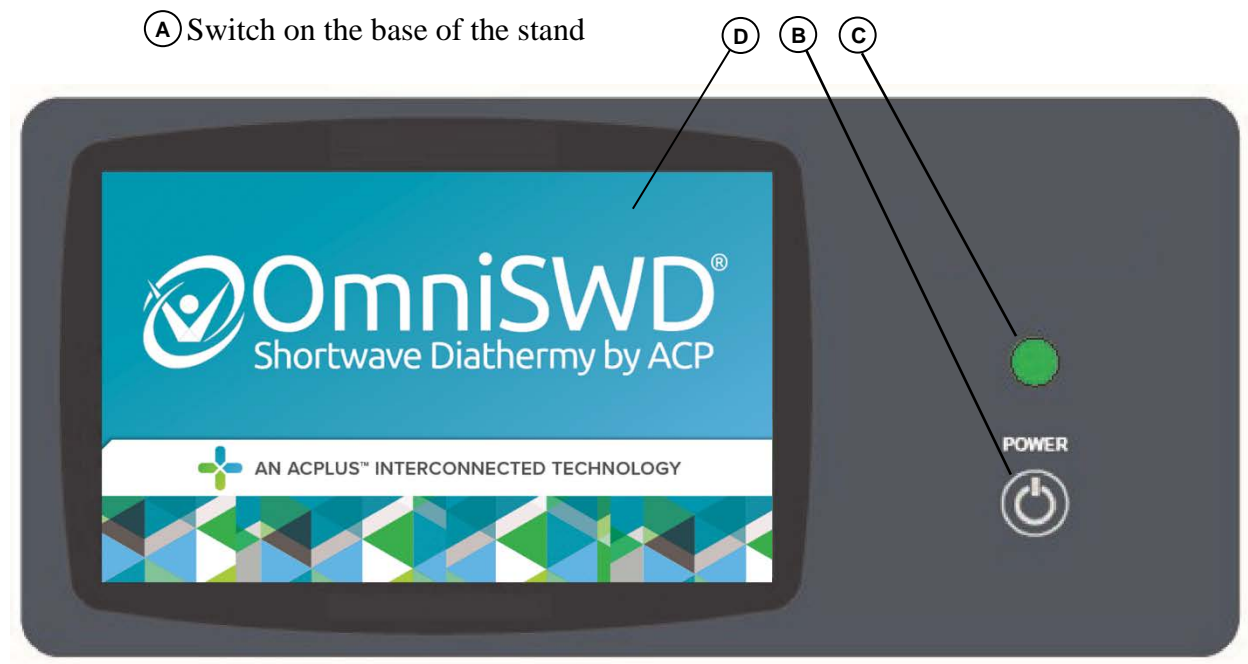 A Switch on the base of the stand
D B C
OmniSWD®
Shortwave Diathermy by ACP
AN ACPLUS™ INTERCONNECTED TECHNOLOGY
POWER